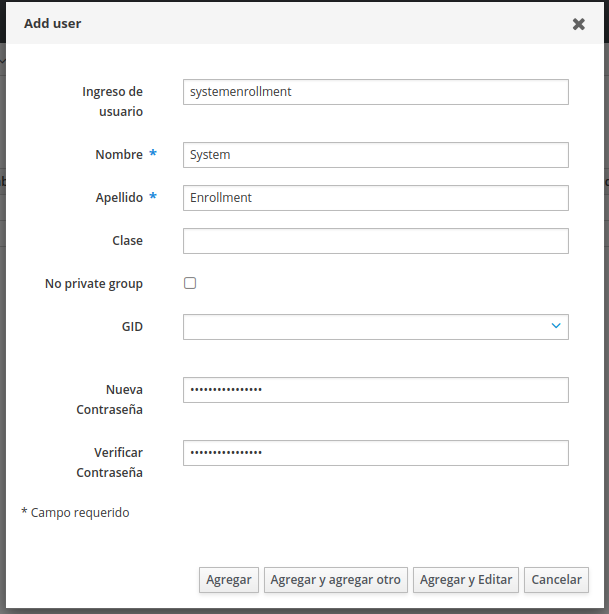 Add user
Ingreso de
usuario
systemenrollment
Nombre *
System
Apellido *
Enrollment
Clase
No private group
GID
Nueva
Contraseña
••••••••••••••••
Verificar
Contraseña
••••••••••••••••
* Campo requerido
Agregar
Agregar y agregar otro
Agregar y Editar
Cancelar